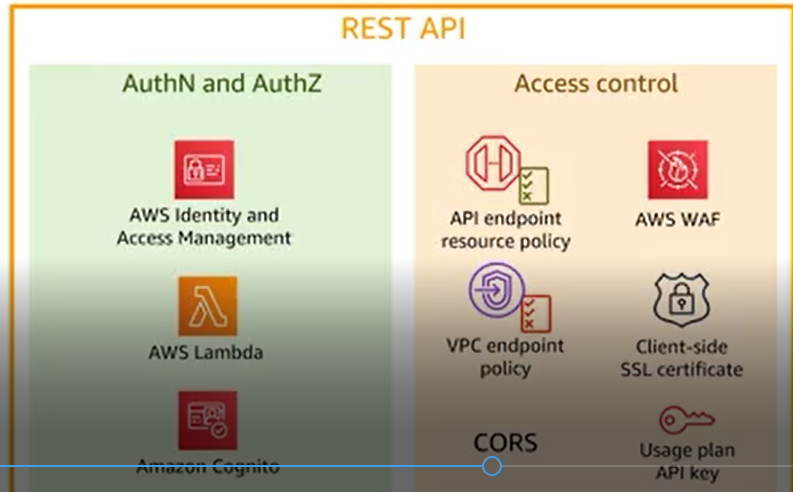 REST API
AuthN and AuthZ
AWS Identity and
Access Management
AWS Lambda
Amazon Cognito
Access control
API endpoint
resource policy
AWS WAF
VPC endpoint
policy
Client-side
SSL certificate
CORS
Usage plan
API key